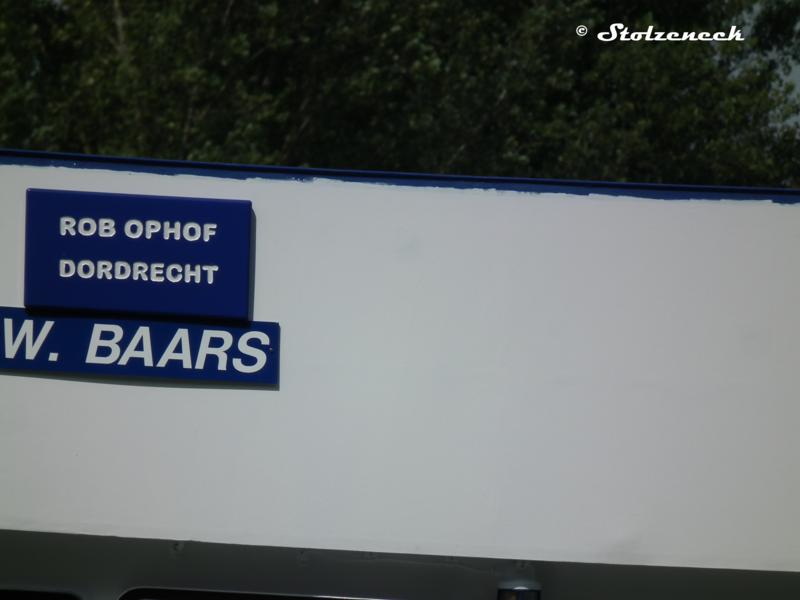 © Stolzeneck
ROB OPHOF
DORDRECHT
W. BAARS